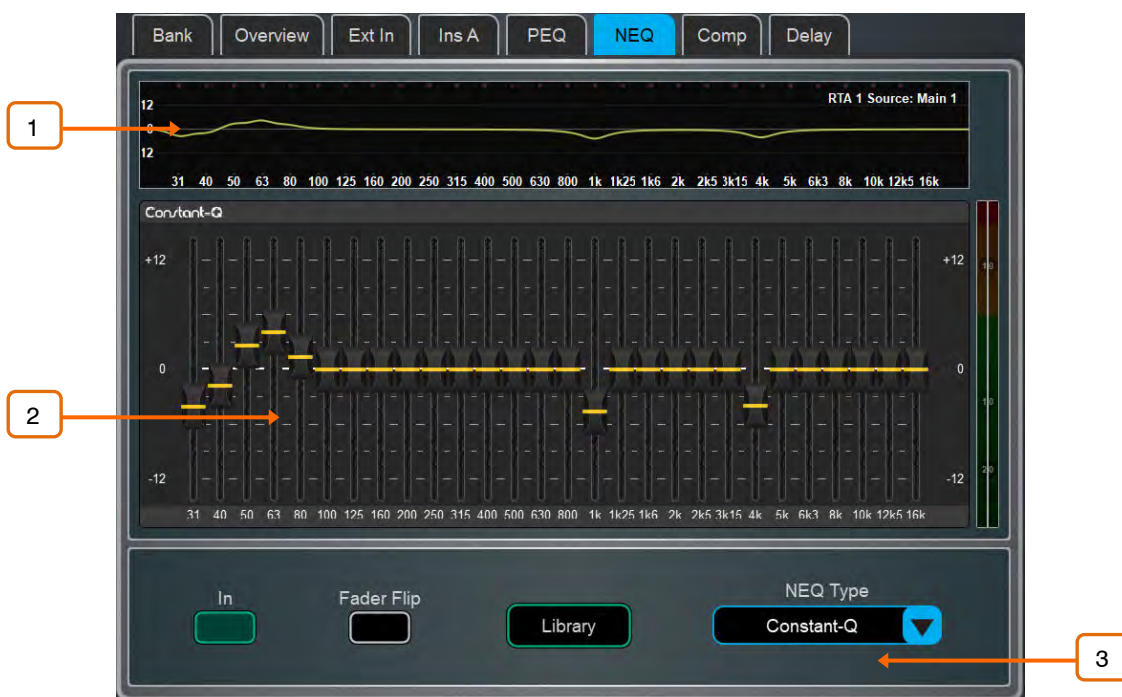 Bank Overview Ext In Ins A PEQ NEQ Comp Delay
RTA 1 Source: Main 1
12
0
12
31 40 50 63 80 100 125 160 200 250 315 400 500 630 800 1k 1k25 1k6 2k 2k5 3k15 4k 5k 6k3 8k 10k 12k5 16k
1
Constant-Q
+12 +12
10
0 0
10
2
-12 -12
20
31 40 50 63 80 100 125 160 200 250 315 400 500 630 800 1k 1k25 1k6 2k 2k5 3k15 4k 5k 6k3 8k 10k 12k5 16k
In Fader Flip NEQ Type
Library Constant-Q
3